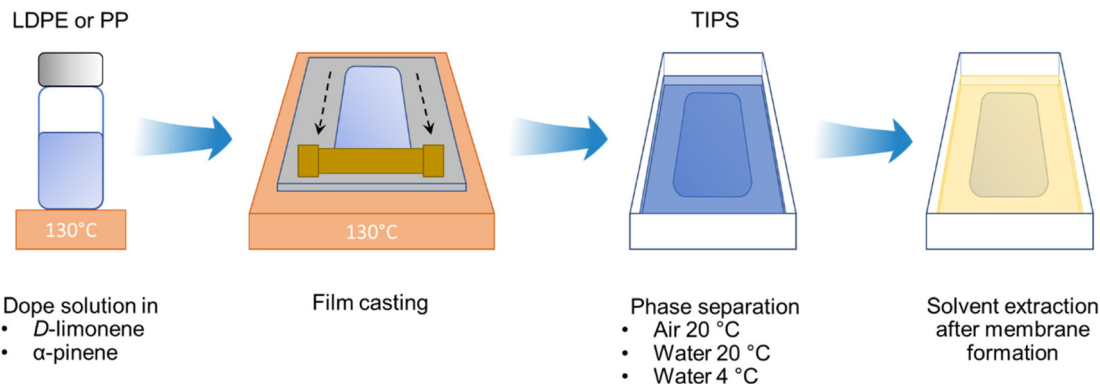 LDPE or PP
TIPS
130°C
130°C
Dope solution in
• D-limonene
• α-pinene
Film casting
Phase separation
• Air 20 °C
• Water 20 °C
• Water 4 °C
Solvent extraction
after membrane
formation